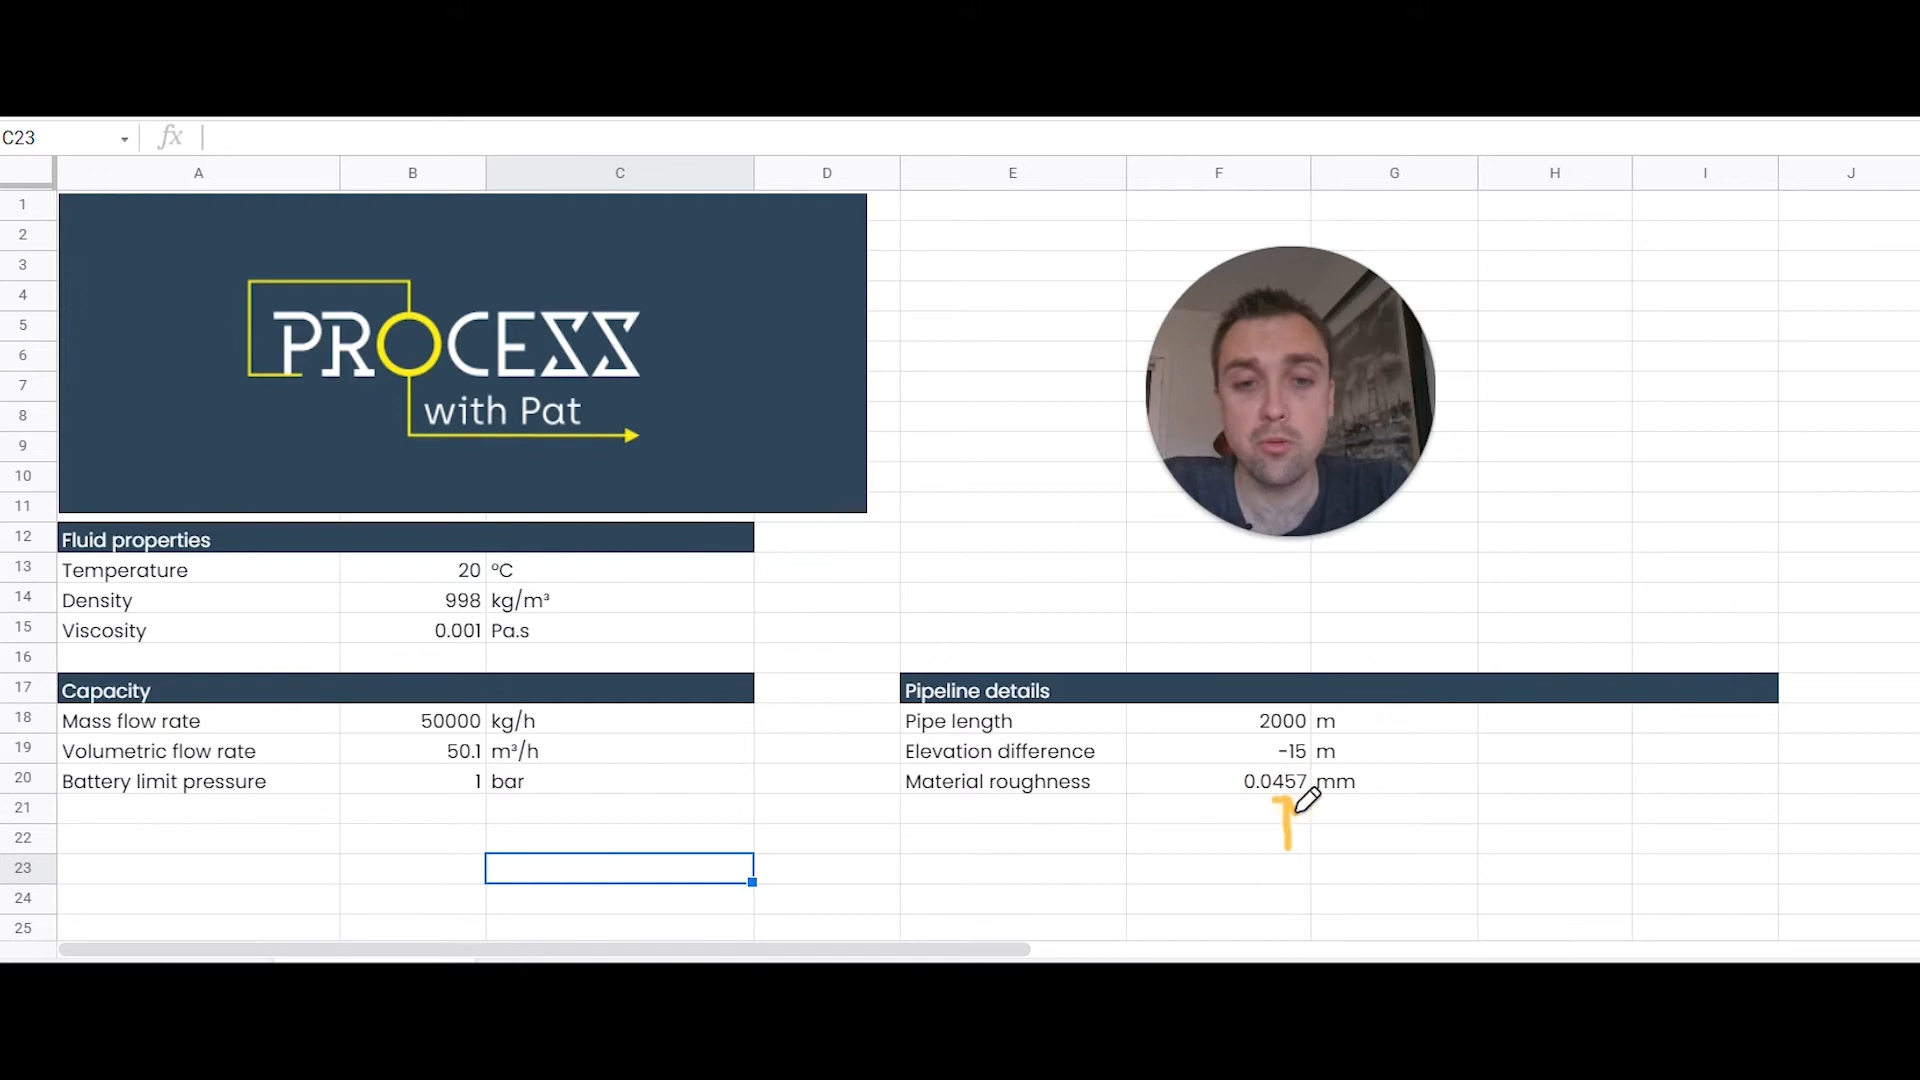 C23 fx
A B C D E F G H I J
1
2
3
4
5 PROCESS
6
7
8 with Pat
9
10
11
12 Fluid properties
13 Temperature 20 °C
14 Density 998 kg/m³
15 Viscosity 0.001 Pa.s
16
17 Capacity Pipeline details
18 Mass flow rate 50000 kg/h Pipe length 2000 m
19 Volumetric flow rate 50.1 m³/h Elevation difference -15 m
20 Battery limit pressure 1 bar Material roughness 0.0457 mm
21
22
23
24
25